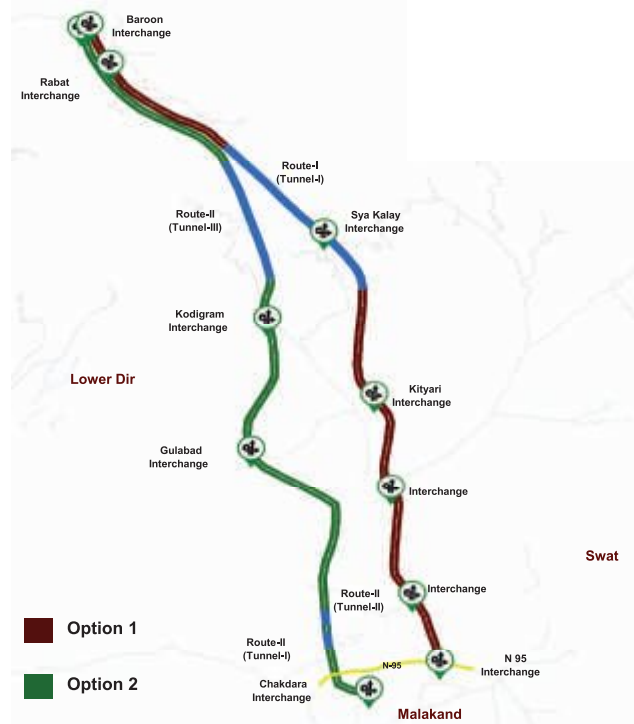 Baroon
Interchange
Rabat
Interchange
Route-I
(Tunnel-I)
Route-II
(Tunnel-III)
Sya Kalay
Interchange
Kodigram
Interchange
Lower Dir
Kityari
Interchange
Gulabad
Interchange
Interchange
Swat
Interchange
Route-II
(Tunnel-II)
Option 1
Route-II
(Tunnel-I)
N-95
N 95
Interchange
Option 2
Chakdara
Interchange
Malakand